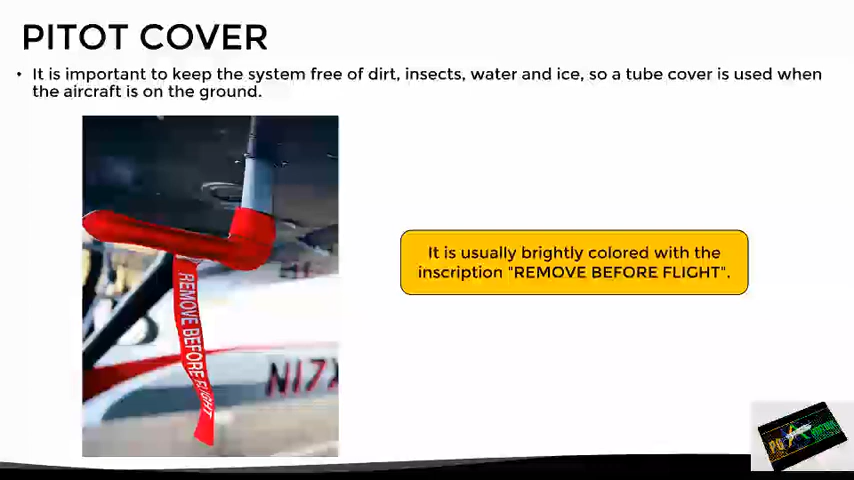 PITOT COVER
• It is important to keep the system free of dirt, insects, water and ice, so a tube cover is used when
the aircraft is on the ground.
REMOVE BEFORE FLIGHT
N17
It is usually brightly colored with the
inscription "REMOVE BEFORE FLIGHT".